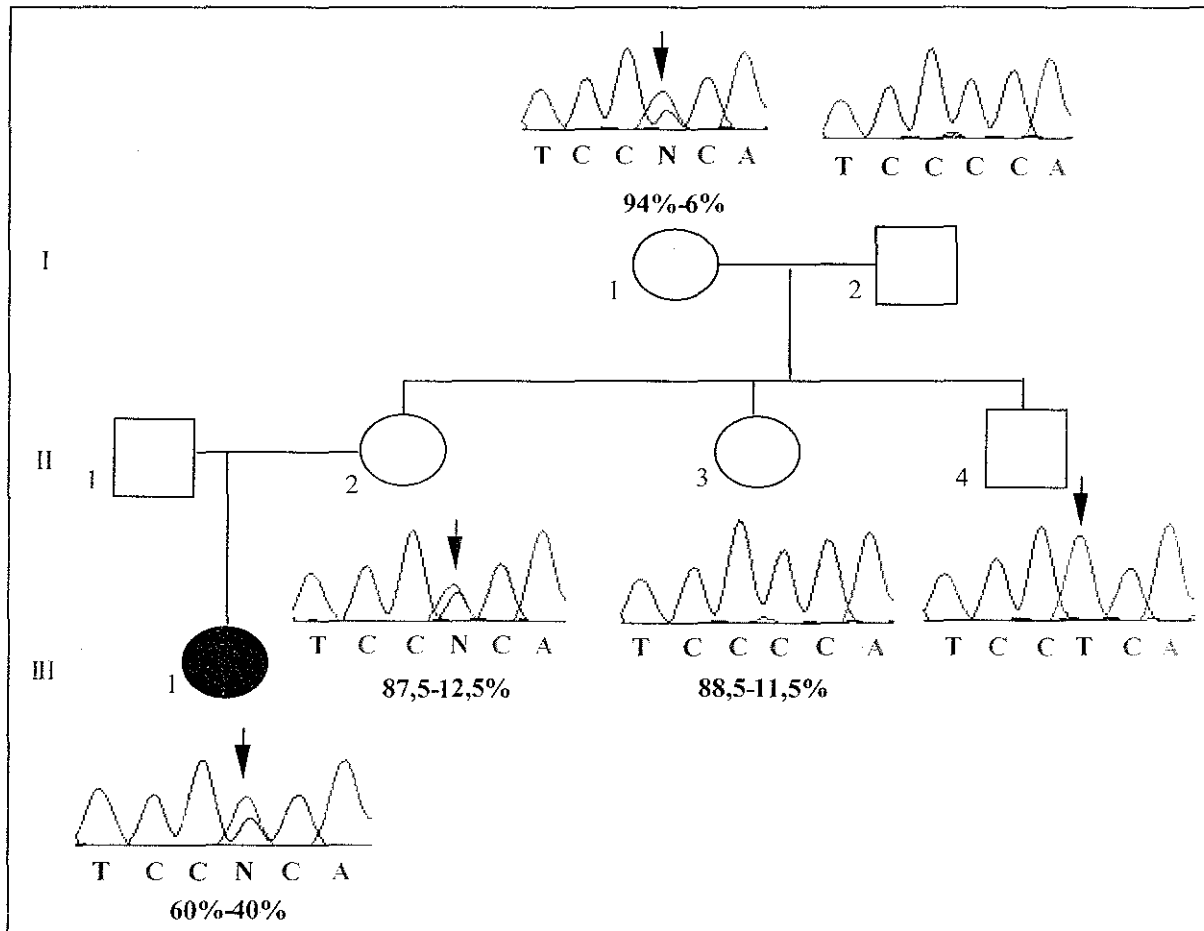 T C C N C A
T C C C C A
94%-6%
I
1
2
II
1
2
3
4
T C C N C A
T C C C C A
T C C T C A
87,5-12,5%
88,5-11,5%
III
1
T C C N C A
60%-40%